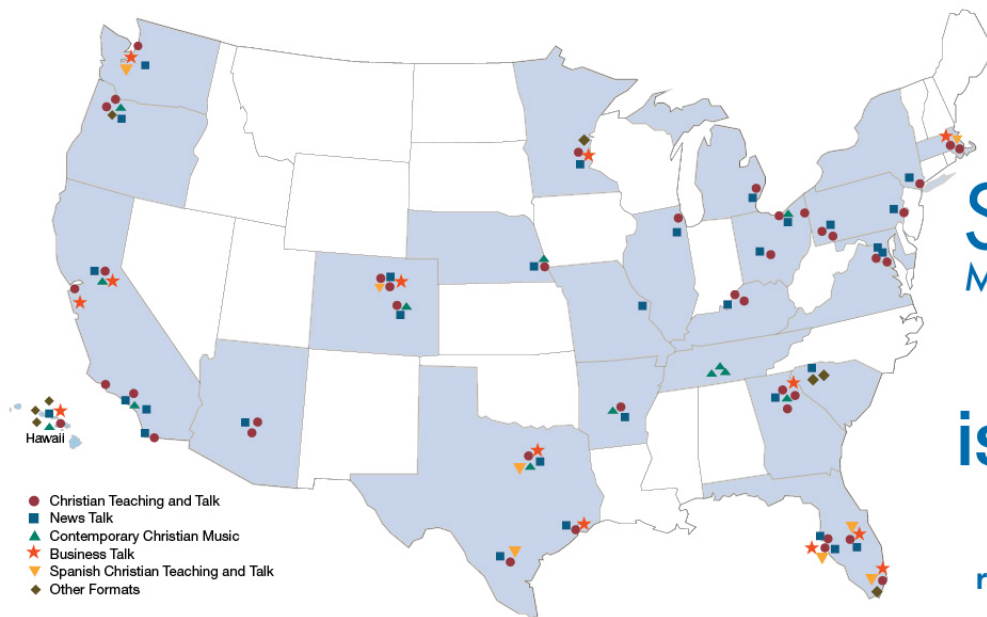 S
M
is
Hawaii
Christian Teaching and Talk
News Talk
Contemporary Christian Music
Business Talk
Spanish Christian Teaching and Talk
Other Formats
r